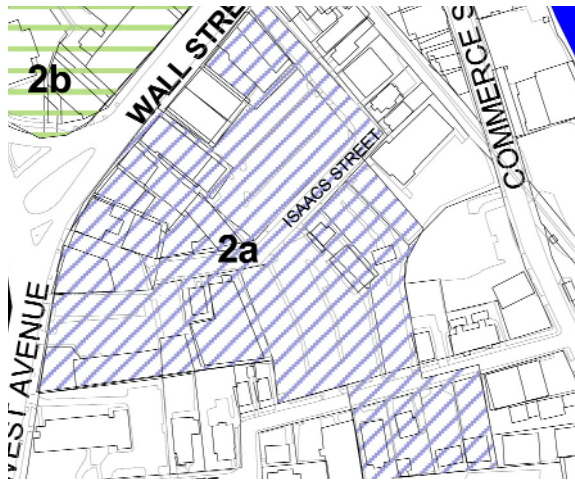 WALL STRE
COMMERCE S
2b
ISAACS STREET
2a
WEST AVENUE